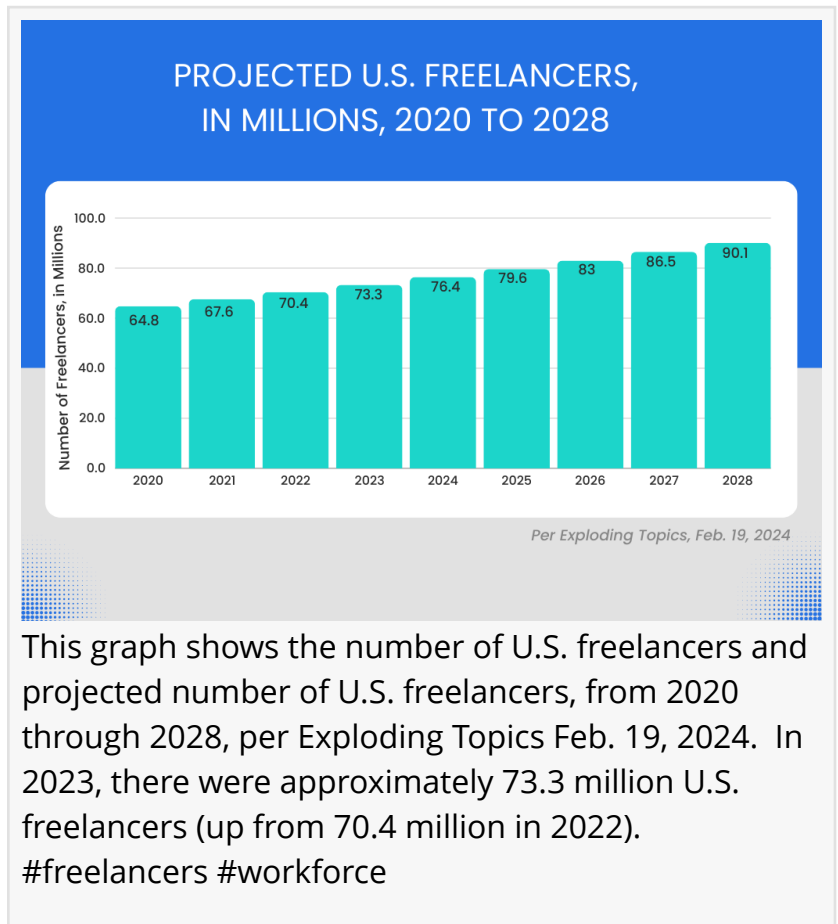 PROJECTED U.S. FREELANCERS,
IN MILLIONS, 2020 TO 2028
Number of Freelancers, in Millions
100.0
80.0
60.0
40.0
20.0
0.0
64.8
67.6
70.4
73.3
76.4
79.6
83
86.5
90.1
2020 2021 2022 2023 2024 2025 2026 2027 2028
Per Exploding Topics, Feb. 19, 2024
This graph shows the number of U.S. freelancers and
projected number of U.S. freelancers, from 2020
through 2028, per Exploding Topics Feb. 19, 2024.  In
2023, there were approximately 73.3 million U.S.
freelancers (up from 70.4 million in 2022).
#freelancers #workforce